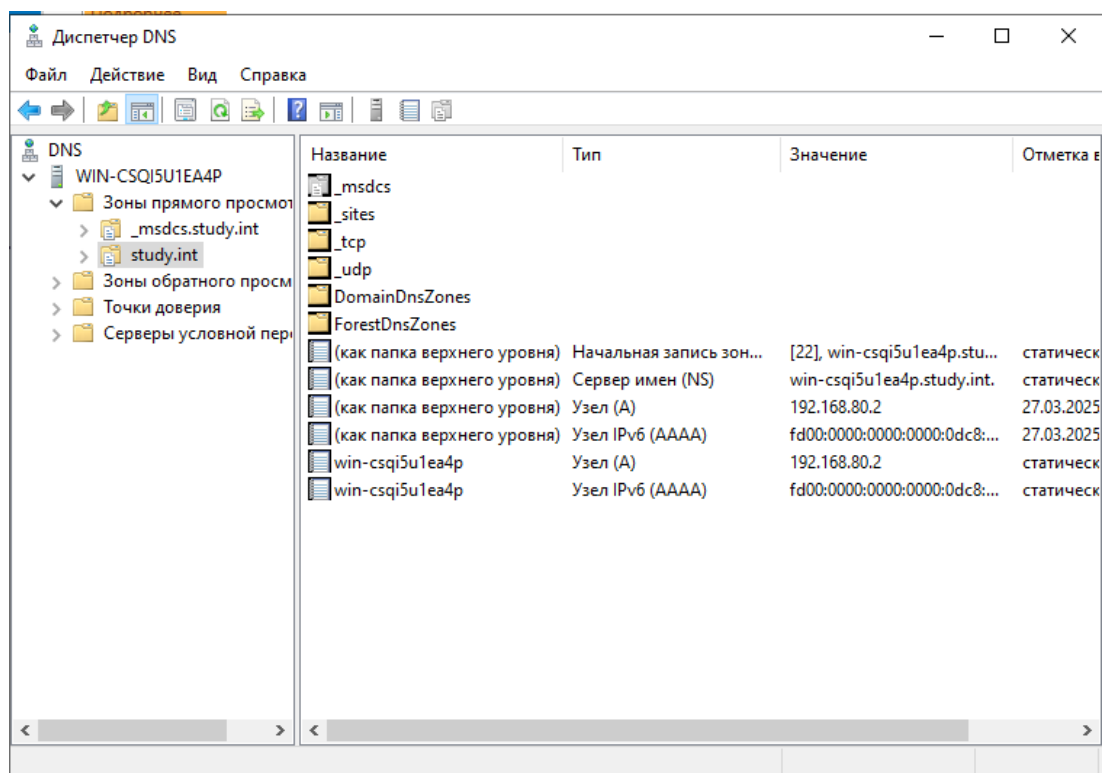 Диспетчер DNS
Файл Действие Вид Справка
DNS
WIN-CSQI5U1EA4P
Зоны прямого просмот
_msdcs.study.int
study.int
Зоны обратного просм
Точки доверия
Серверы условной пер
Название Тип Значение Отметка в
_msdcs
_sites
_tcp
_udp
DomainDnsZones
ForestDnsZones
(как папка верхнего уровня) Начальная запись зон... [22], win-csqi5u1ea4p.stu... статическ
(как папка верхнего уровня) Сервер имен (NS) win-csqi5u1ea4p.study.int. статическ
(как папка верхнего уровня) Узел (A) 192.168.80.2 27.03.2025
(как папка верхнего уровня) Узел IPv6 (AAAA) fd00:0000:0000:0000:0dc8:... 27.03.2025
win-csqi5u1ea4p Узел (A) 192.168.80.2 статическ
win-csqi5u1ea4p Узел IPv6 (AAAA) fd00:0000:0000:0000:0dc8:... статическ